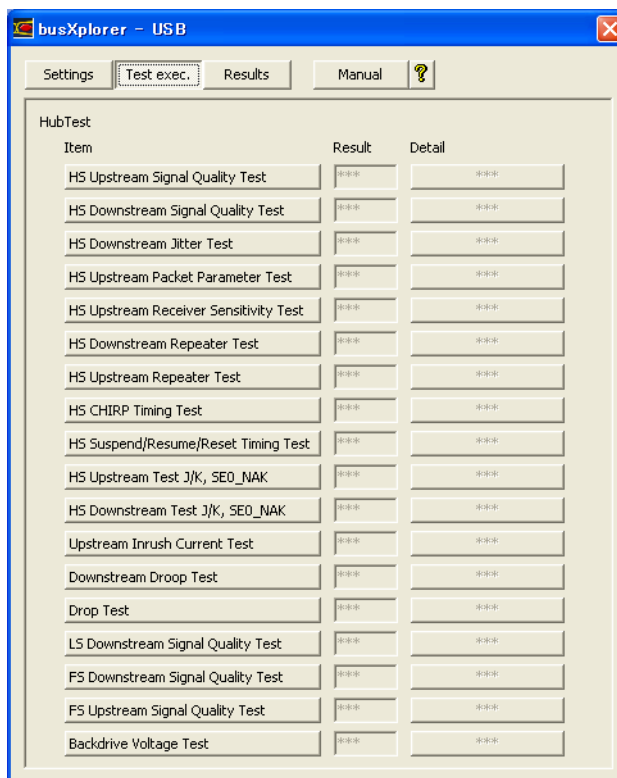 busXplorer - USB
Settings Test exec. Results Manual ?
HubTest
Item Result Detail
HS Upstream Signal Quality Test *** ***
HS Downstream Signal Quality Test *** ***
HS Downstream Jitter Test *** ***
HS Upstream Packet Parameter Test *** ***
HS Upstream Receiver Sensitivity Test *** ***
HS Downstream Repeater Test *** ***
HS Upstream Repeater Test *** ***
HS CHIRP Timing Test *** ***
HS Suspend/Resume/Reset Timing Test *** ***
HS Upstream Test J/K, SE0_NAK *** ***
HS Downstream Test J/K, SE0_NAK *** ***
Upstream Inrush Current Test *** ***
Downstream Droop Test *** ***
Drop Test *** ***
LS Downstream Signal Quality Test *** ***
FS Downstream Signal Quality Test *** ***
FS Upstream Signal Quality Test *** ***
Backdrive Voltage Test *** ***